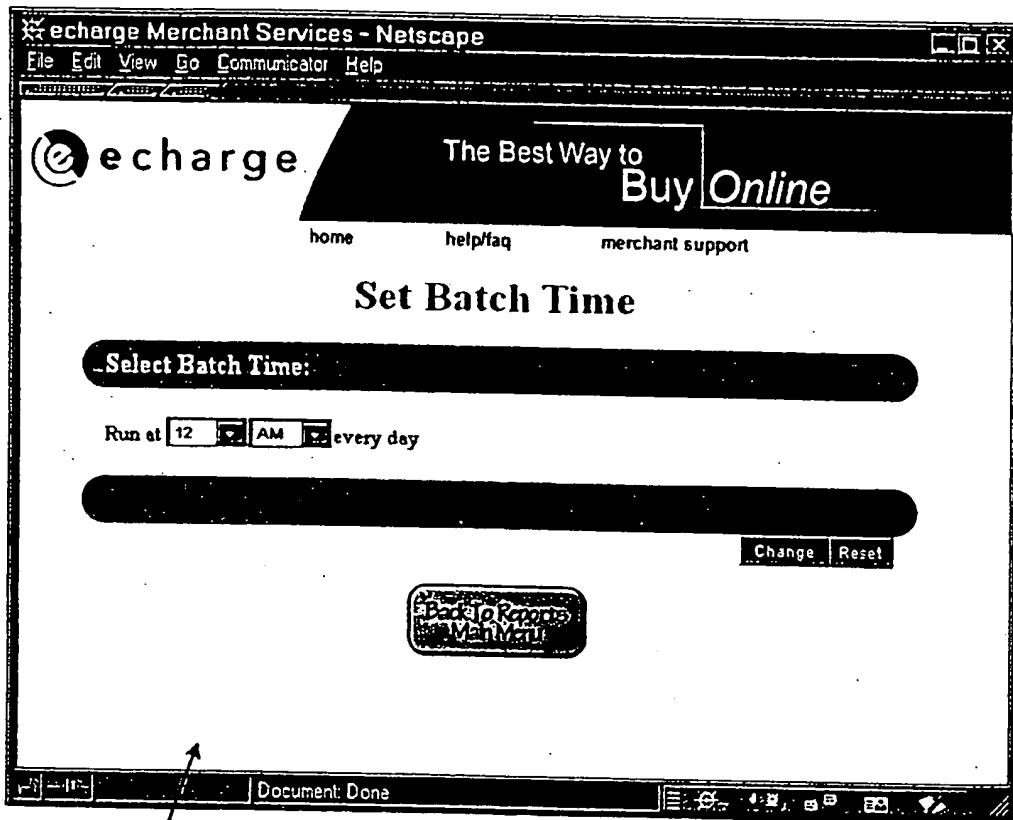 echarge Merchant Services - Netscape
File Edit View Go Communicator Help
e echarge
The Best Way to
Buy Online
home help/faq merchant support
Set Batch Time
Select Batch Time:
Run at 12 AM every day
Change Reset
Back To Reports
Main Menu
Document: Done